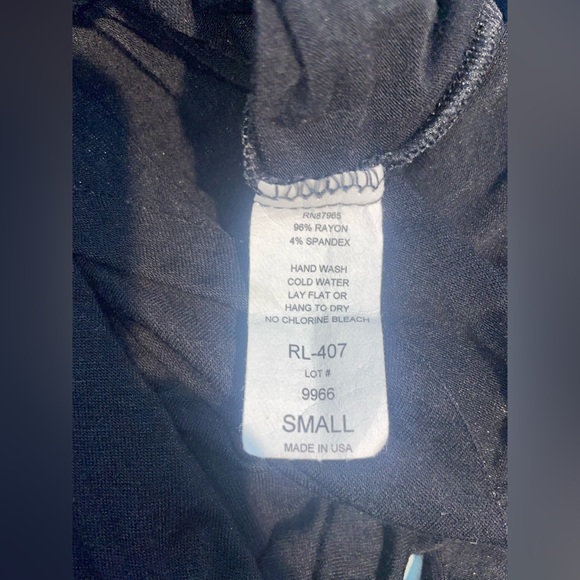 RN87965
96% RAYON
4% SPANDEX
HAND WASH
COLD WATER
LAY FLAT OR
HANG TO DRY
NO CHLORINE BLEACH
RL-407
LOT #
9966
SMALL
MADE IN USA